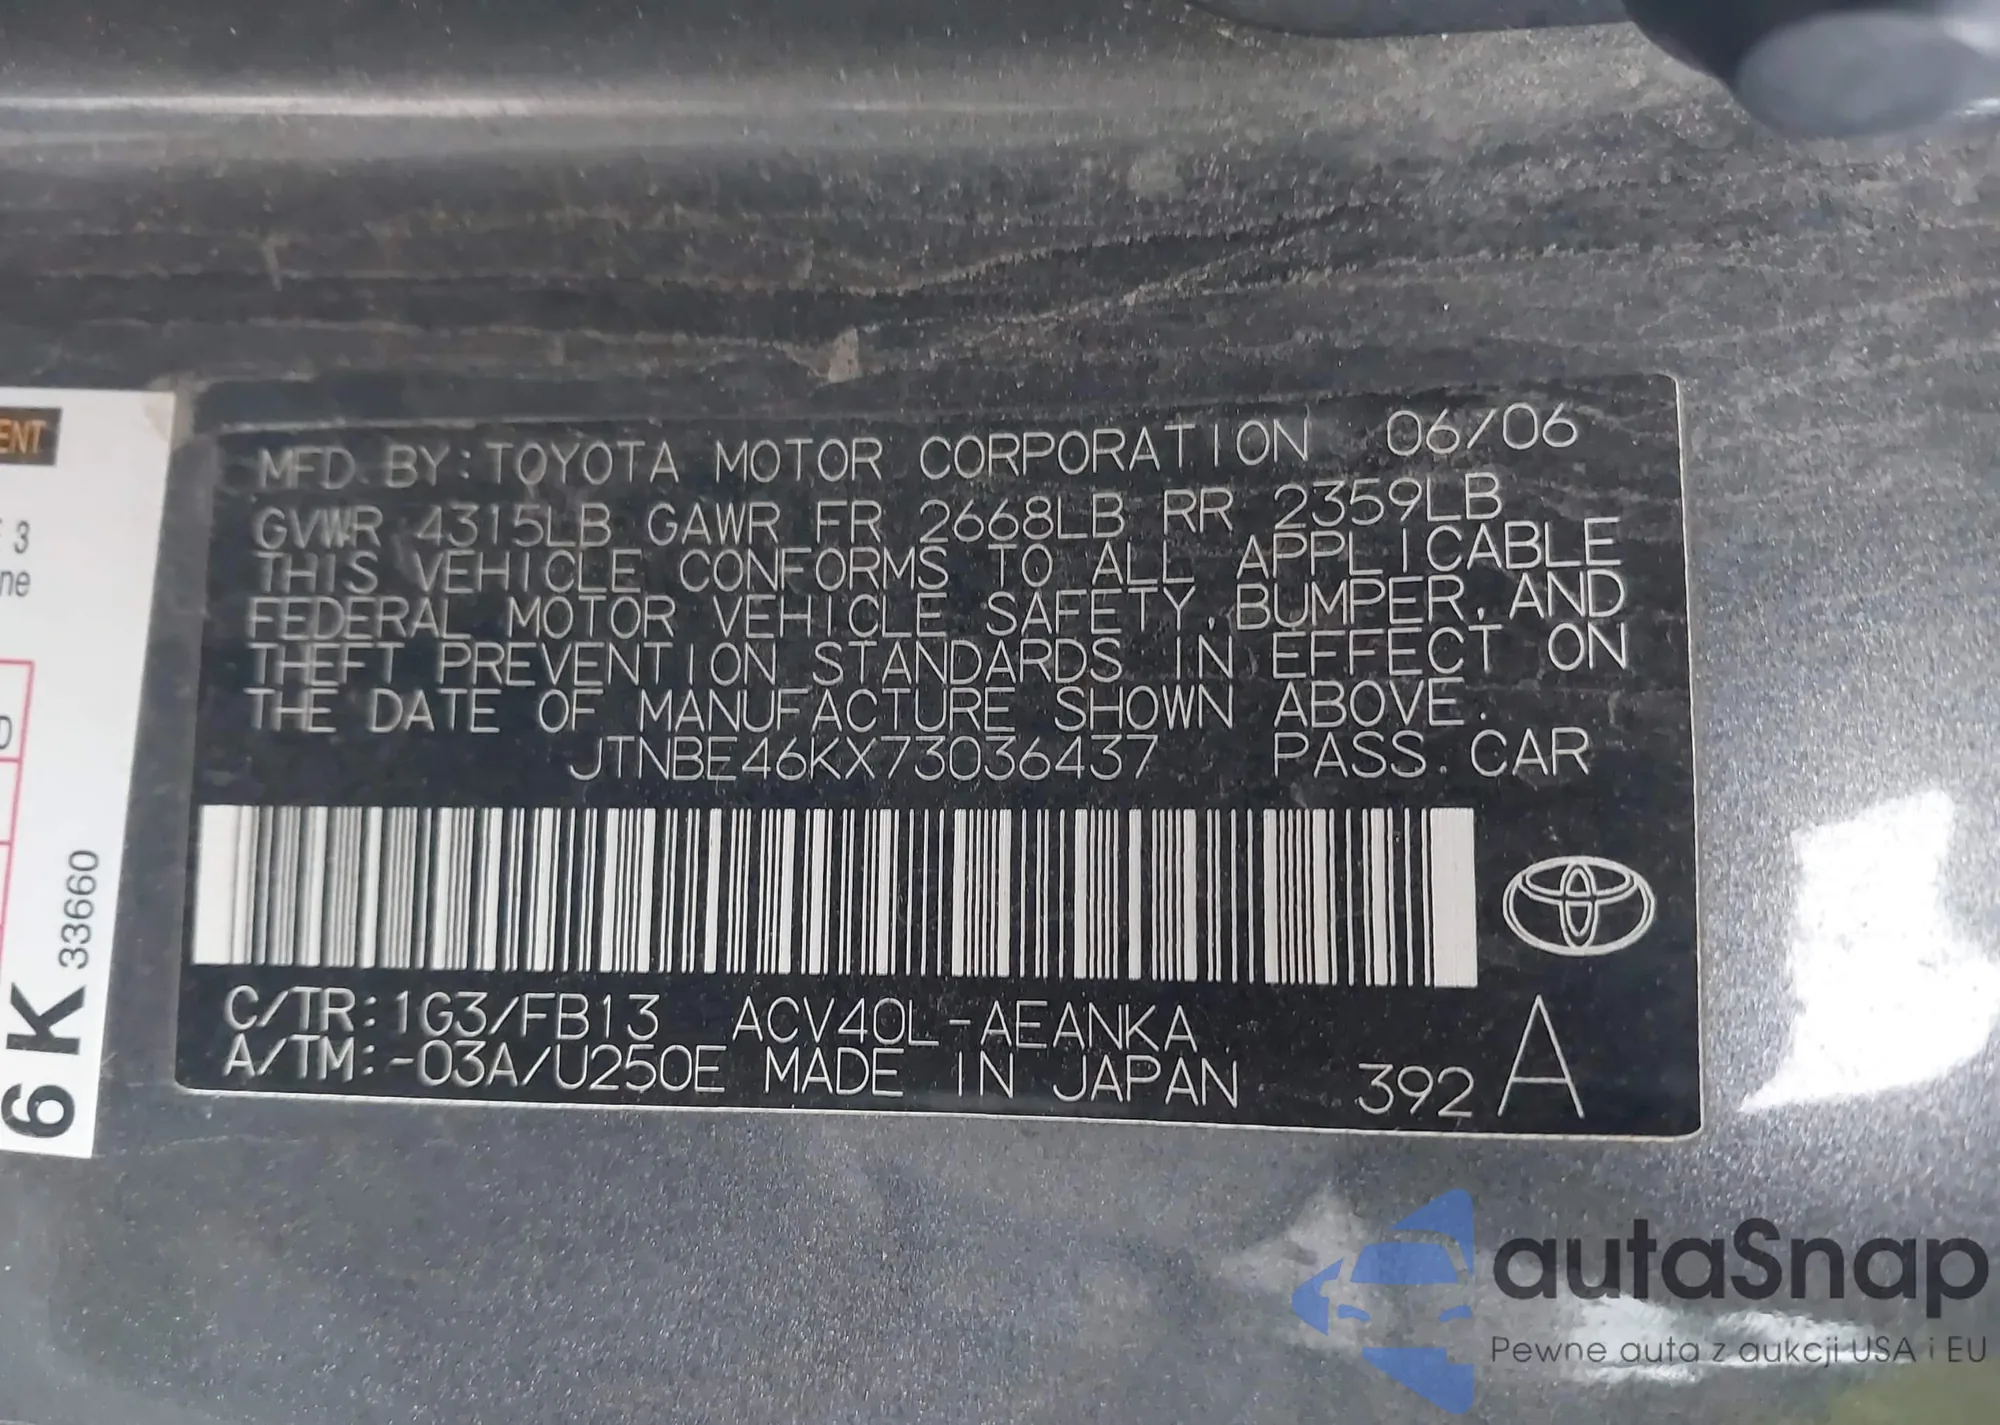 MFD. BY: TOYOTA MOTOR CORPORATION 06/06
GVWR 4315LB GAWR FR 2668LB RR 2359LB
THIS VEHICLE CONFORMS TO ALL APPLICABLE
FEDERAL MOTOR VEHICLE SAFETY, BUMPER, AND
THEFT PREVENTION STANDARDS IN EFFECT ON
THE DATE OF MANUFACTURE SHOWN ABOVE.
JTNBE46KX73036437 PASS. CAR
C/TR: 1G3/FB13 ACV40L-AEANKA
A/TM: -03A/U250E MADE IN JAPAN 392 A
ENT
3
ne
D
6 K 33660
autaSnap
Pewne auta z aukcji USA i EU